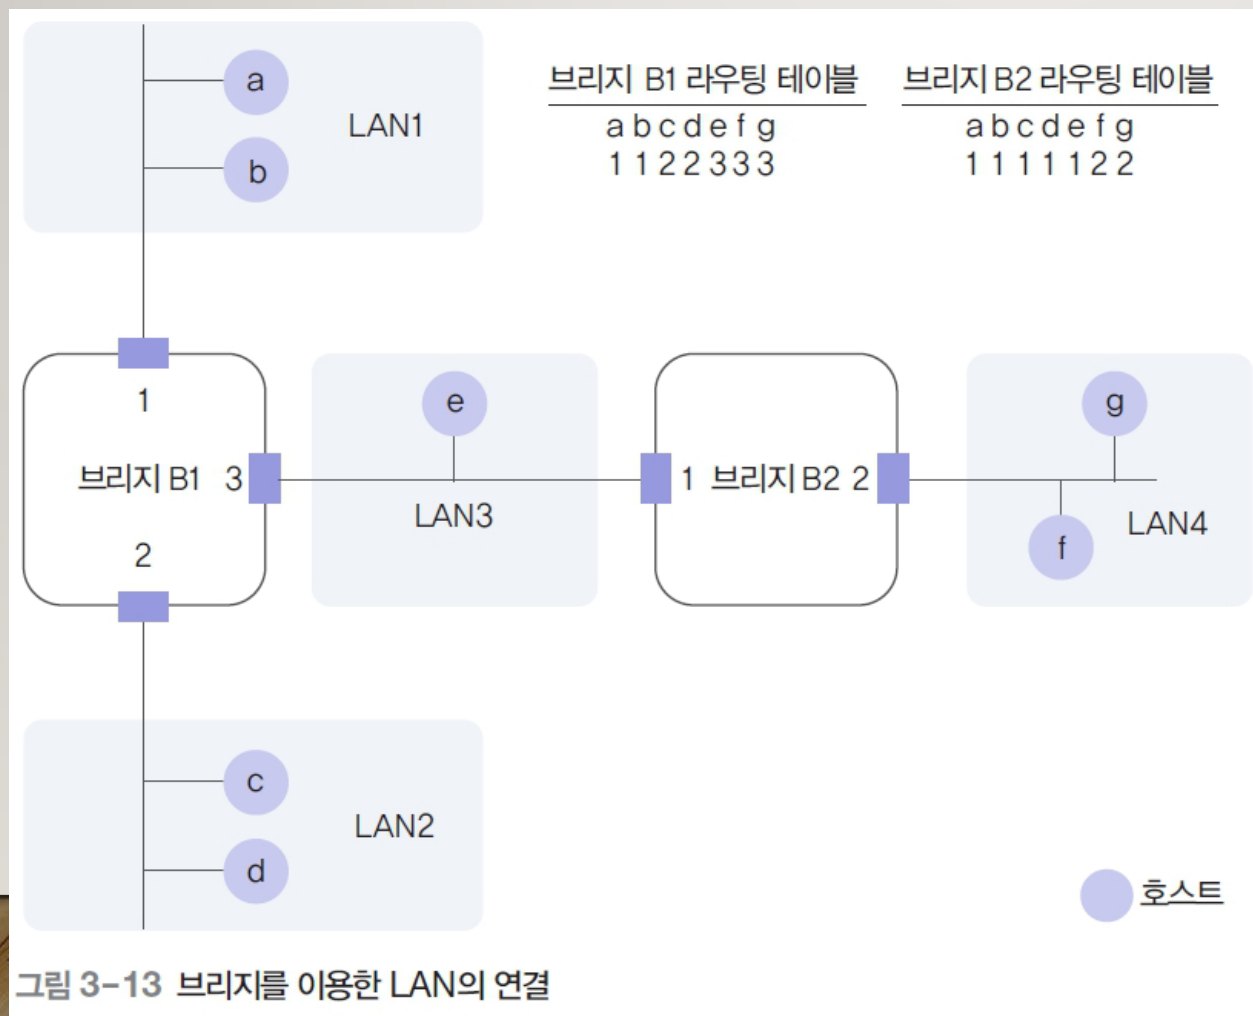 a
b
LAN1
브리지 B1 라우팅 테이블
a b c d e f g
1 1 2 2 3 3 3
브리지 B2 라우팅 테이블
a b c d e f g
1 1 1 1 1 2 2
1
브리지 B1 3
2
e
LAN3
1 브리지 B2 2
g
f
LAN4
c
d
LAN2
호스트
그림 3-13 브리지를 이용한 LAN의 연결